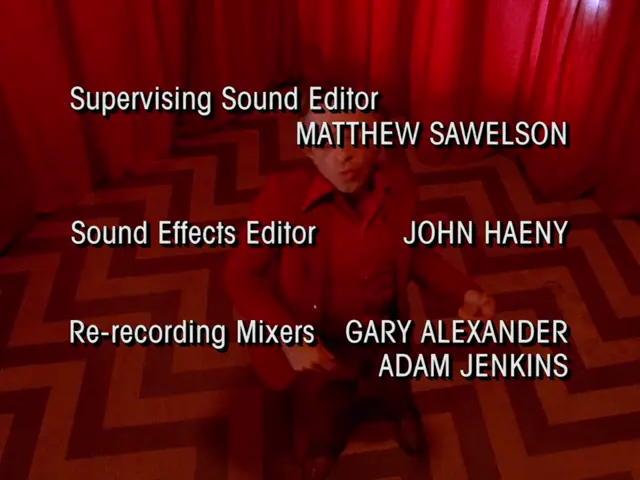 Supervising Sound Editor
MATTHEW SAWELSON
Sound Effects Editor JOHN HAENY
Re-recording Mixers GARY ALEXANDER
ADAM JENKINS